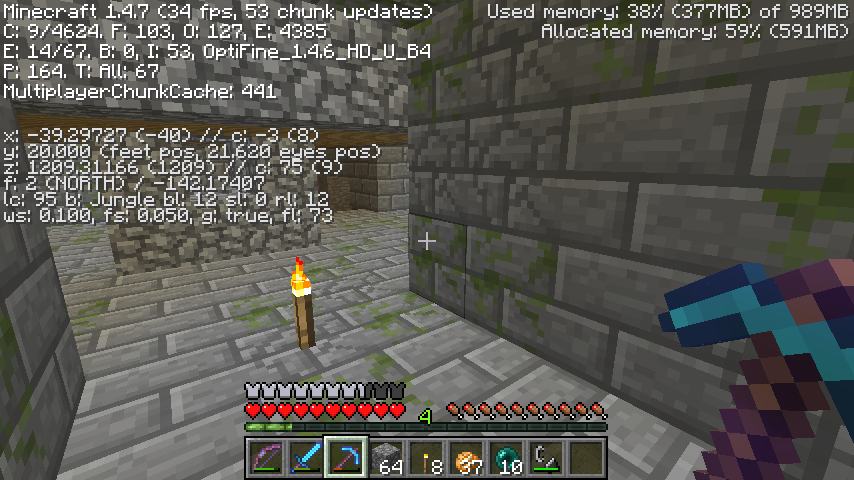 Minecraft 1.4.7 (34 fps, 53 chunk updates)
C: 9/4624, F: 103, O: 127, E: 4385
E: 14/67, B: 0, I: 53, OptiFine_1.4.6_HD_U_B4
P: 164. T: All: 67
MultiplayerChunkCache: 441
x: -39.29727 (-40) // c: -3 (8)
y: 20.000 (feet pos, 21.620 eyes pos)
z: 1209.31166 (1209) // c: 75 (9)
f: 2 (NORTH) / -142.17407
lc: 95 b: Jungle bl: 12 sl: 0 rl: 12
ws: 0.100, fs: 0.050, g: true, fl: 73
Used memory: 38% (377MB) of 989MB
Allocated memory: 59% (591MB)
4
64
8
37
10